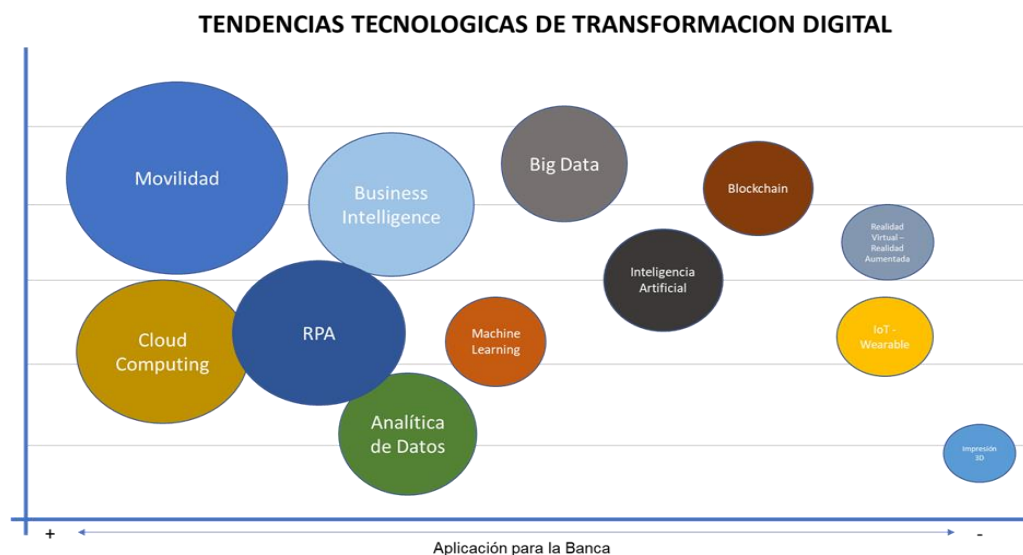 TENDENCIAS TECNOLOGICAS DE TRANSFORMACION DIGITAL
Movilidad
Business
Intelligence
Big Data
Blockchain
Realidad
Virtual –
Realidad
Aumentada
Inteligencia
Artificial
Cloud
Computing
RPA
Machine
Learning
IoT -
Wearable
Analítica
de Datos
Impresión
3D
+
-
Aplicación para la Banca